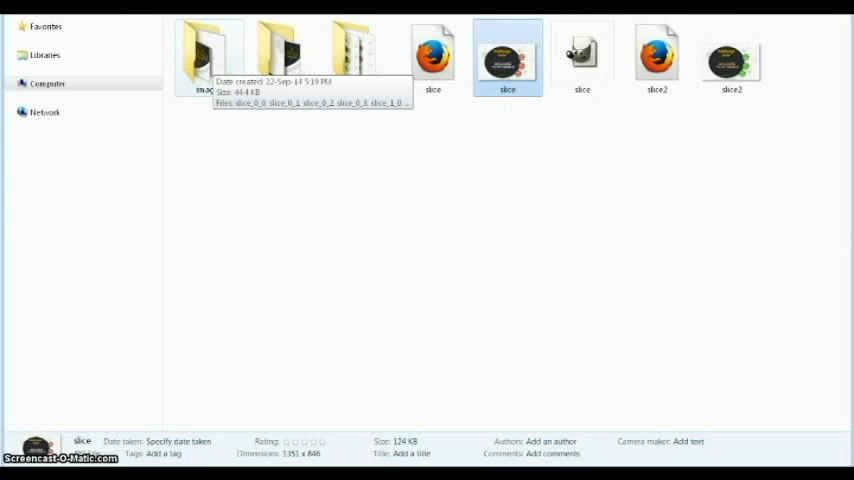 Favorites
Libraries
Computer
Network
imag
Date created: 22-Sep-14 5:19 PM
Size: 44.4 KB
Files: slice_0_0, slice_0_1, slice_0_2, slice_0_3, slice_1_0, ...
slice
slice
slice
slice2
slice2
slice Date taken: Specify date taken Rating: Size: 124 KB Authors: Add an author Camera maker: Add text
Tags: Add a tag Dimensions: 1351 x 846 Title: Add a title Comments: Add comments
Screencast-O-Matic.com